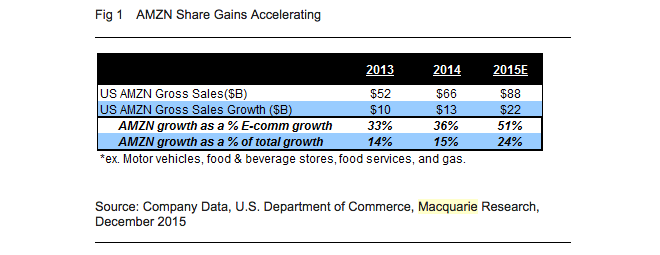 Fig 1 AMZN Share Gains Accelerating
2013 2014 2015E
US AMZN Gross Sales($B) $52 $66 $88
US AMZN Gross Sales Growth ($B) $10 $13 $22
AMZN growth as a % E-comm growth 33% 36% 51%
AMZN growth as a % of total growth 14% 15% 24%
*ex. Motor vehicles, food & beverage stores, food services, and gas.
Source: Company Data, U.S. Department of Commerce, Macquarie Research,
December 2015